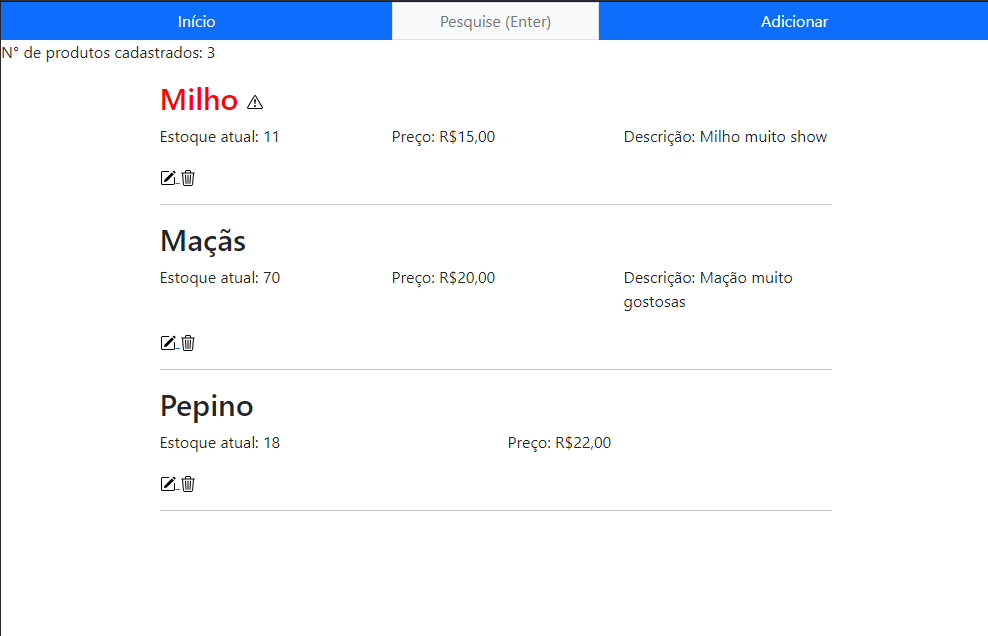 Início Pesquise (Enter) Adicionar
N° de produtos cadastrados: 3
Milho
Estoque atual: 11 Preço: R$15,00 Descrição: Milho muito show
Maçãs
Estoque atual: 70 Preço: R$20,00 Descrição: Mação muito
gostosas
Pepino
Estoque atual: 18 Preço: R$22,00